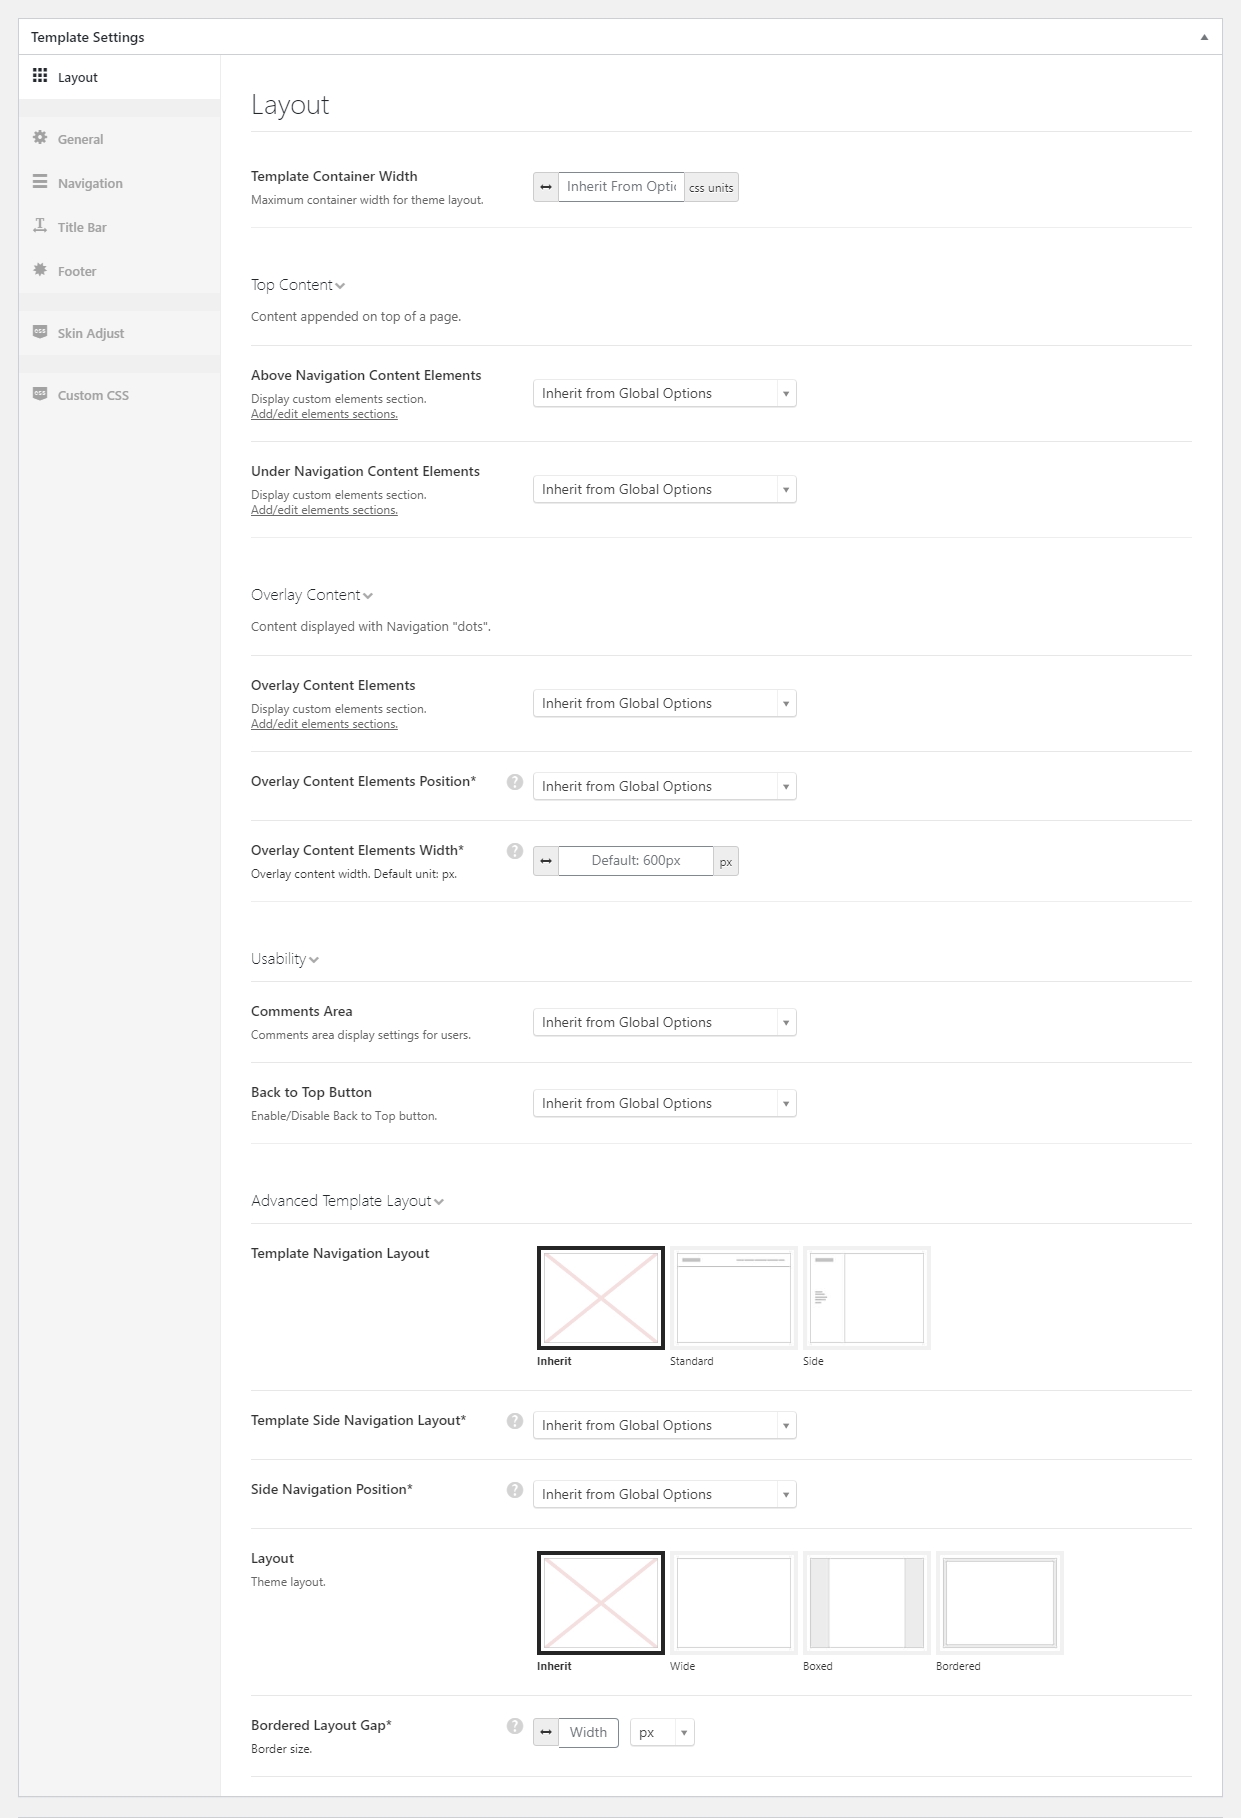 Template Settings
Layout
General
Navigation
Title Bar
Footer
Skin Adjust
Custom CSS
Layout
Template Container Width
Maximum container width for theme layout.
Inherit From Optic
css units
Top Content
Content appended on top of a page.
Above Navigation Content Elements
Display custom elements section.
Add/edit elements sections.
Inherit from Global Options
Under Navigation Content Elements
Display custom elements section.
Add/edit elements sections.
Inherit from Global Options
Overlay Content
Content displayed with Navigation "dots".
Overlay Content Elements
Display custom elements section.
Add/edit elements sections.
Inherit from Global Options
Overlay Content Elements Position*
?
Inherit from Global Options
Overlay Content Elements Width*
Overlay content width. Default unit: px.
?
Default: 600px
px
Usability
Comments Area
Comments area display settings for users.
Inherit from Global Options
Back to Top Button
Enable/Disable Back to Top button.
Inherit from Global Options
Advanced Template Layout
Template Navigation Layout
Inherit
Standard
Side
Template Side Navigation Layout*
?
Inherit from Global Options
Side Navigation Position*
?
Inherit from Global Options
Layout
Theme layout.
Inherit
Wide
Boxed
Bordered
Bordered Layout Gap*
Border size.
?
Width
px